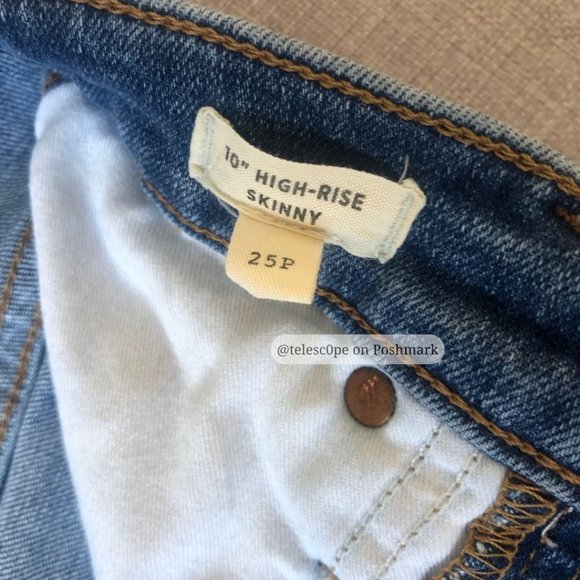 10" HIGH-RISE
SKINNY
25P
@telesc0pe on Poshmark